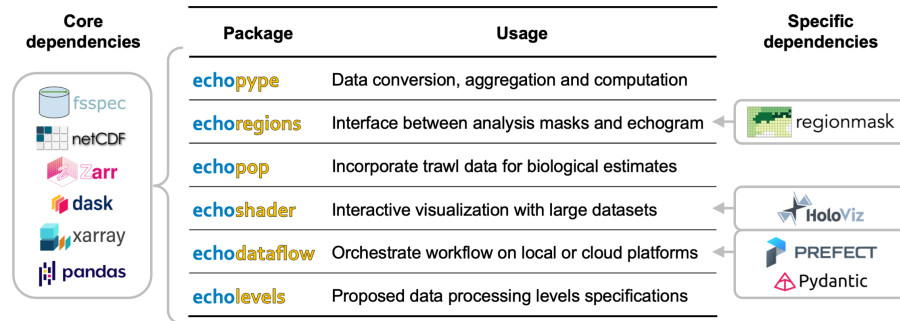 Core
dependencies
fsspec
netCDF
Zarr
dask
xarray
pandas
Package Usage
echopype Data conversion, aggregation and computation
echoregions Interface between analysis masks and echogram
echopop Incorporate trawl data for biological estimates
echoshader Interactive visualization with large datasets
echodataflow Orchestrate workflow on local or cloud platforms
echolevels Proposed data processing levels specifications
Specific
dependencies
regionmask
HoloViz
PREFECT
Pydantic